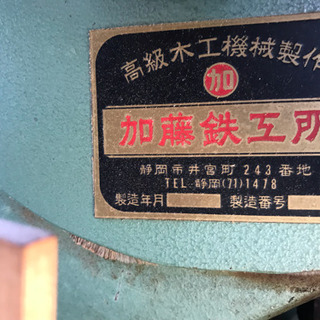 高級木工機械製作
加
加藤鉄工所
静岡市井宮町243番地
TEL 静岡(71)1478
製造年月 製造番号